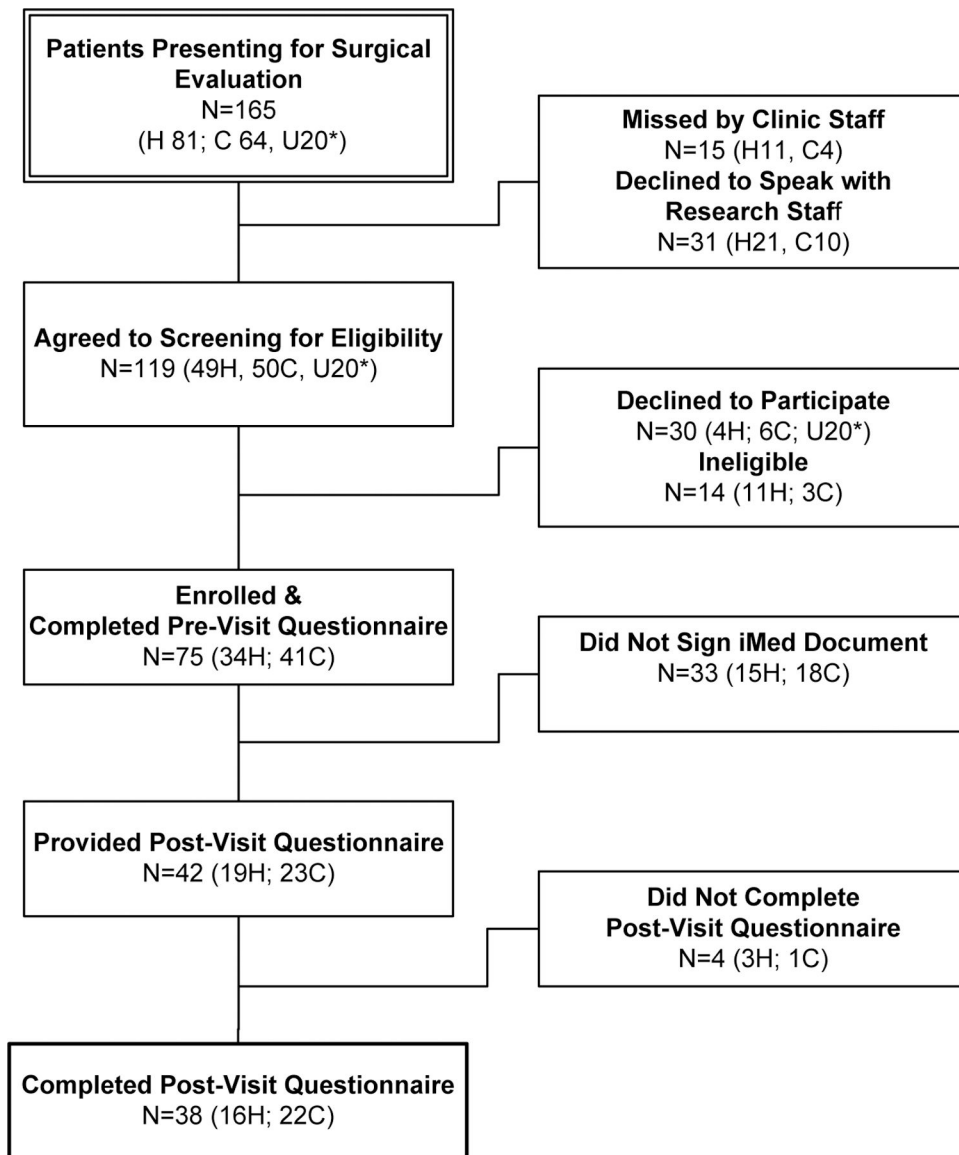 Patients Presenting for Surgical
Evaluation
N=165
(H 81; C 64, U20*)
Missed by Clinic Staff
N=15 (H11, C4)
Declined to Speak with
Research Staff
N=31 (H21, C10)
Agreed to Screening for Eligibility
N=119 (49H, 50C, U20*)
Declined to Participate
N=30 (4H; 6C; U20*)
Ineligible
N=14 (11H; 3C)
Enrolled &
Completed Pre-Visit Questionnaire
N=75 (34H; 41C)
Did Not Sign iMed Document
N=33 (15H; 18C)
Provided Post-Visit Questionnaire
N=42 (19H; 23C)
Did Not Complete
Post-Visit Questionnaire
N=4 (3H; 1C)
Completed Post-Visit Questionnaire
N=38 (16H; 22C)